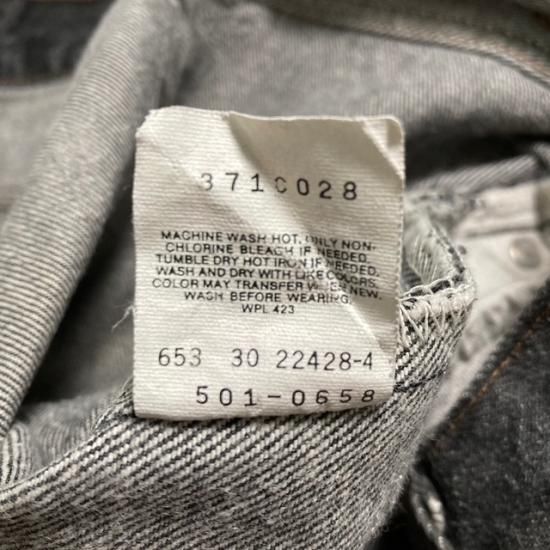 3710028
MACHINE WASH HOT. ONLY NON-
CHLORINE BLEACH IF NEEDED.
TUMBLE DRY HOT IRON IF NEEDED.
WASH AND DRY WITH LIKE COLORS.
COLOR MAY TRANSFER WHEN NEW.
WASH BEFORE WEARING.
WPL 423
653 30 22428-4
501-0658